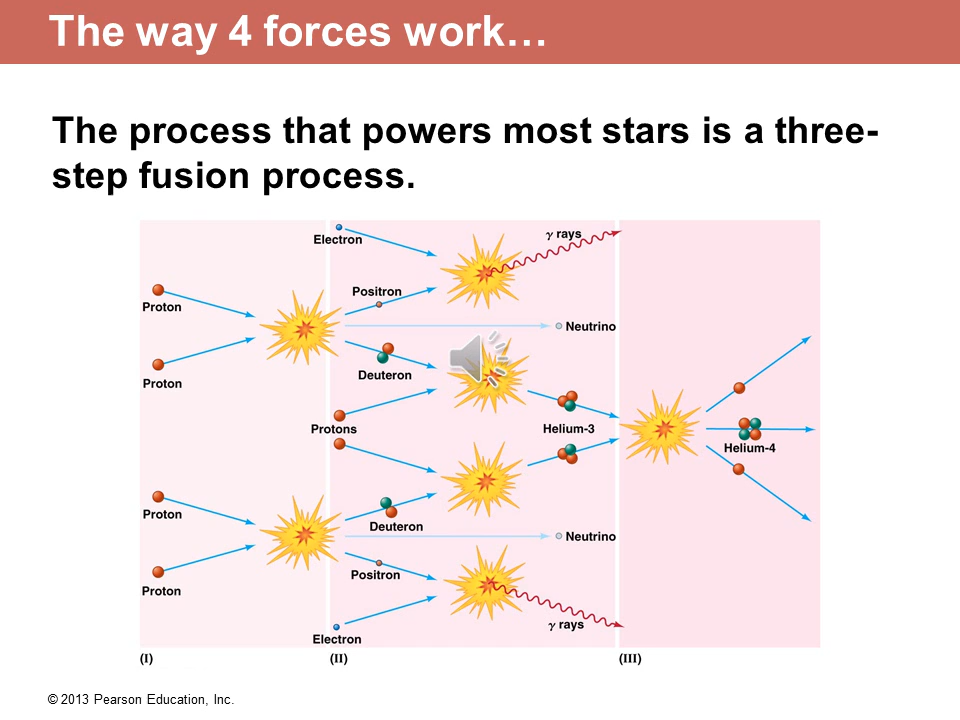 The way 4 forces work…
The process that powers most stars is a three-
step fusion process.
Electron
γ rays
Positron
Proton
Neutrino
Proton
Deuteron
Protons
Helium-3
Helium-4
Proton
Deuteron
Neutrino
Positron
Proton
γ rays
Electron
(I)
(II)
(III)
© 2013 Pearson Education, Inc.